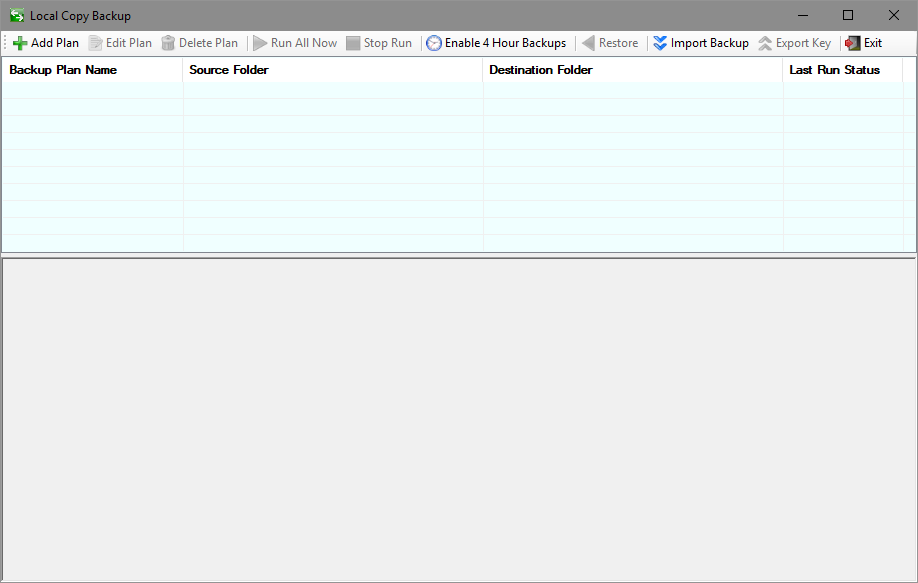 Local Copy Backup
Add Plan Edit Plan Delete Plan Run All Now Stop Run Enable 4 Hour Backups Restore Import Backup Export Key Exit
Backup Plan Name Source Folder Destination Folder Last Run Status